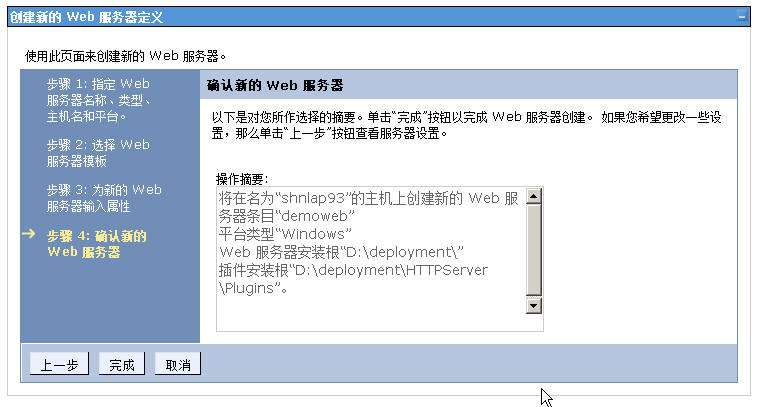 创建新的 Web 服务器定义
使用此页面来创建新的 Web 服务器。
步骤 1: 指定 Web
服务器名称、类型、
主机名和平台。
步骤 2: 选择 Web
服务器模板
步骤 3: 为新的 Web
服务器输入属性
步骤 4: 确认新的
Web 服务器
确认新的 Web 服务器
以下是对您所作选择的摘要。单击“完成”按钮以完成 Web 服务器创建。 如果您希望更改一些设
置，那么单击“上一步”按钮查看服务器设置。
操作摘要:
将在名为“shnlap93”的主机上创建新的 Web 服
务器条目“demoweb”
平台类型“Windows”
Web 服务器安装根“D:\deployment\”
插件安装根“D:\deployment\HTTPServer
\Plugins”。
上一步 完成 取消